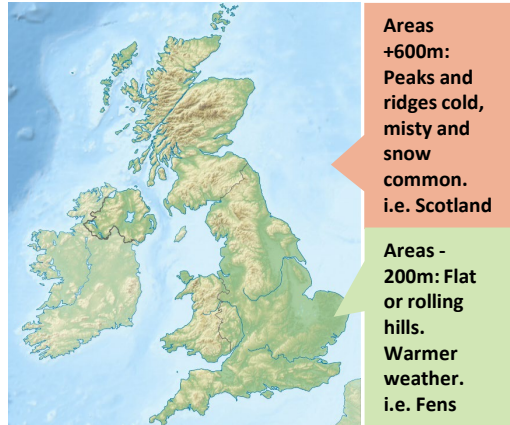 Areas
+600m:
Peaks and
ridges cold,
misty and
snow
common.
i.e. Scotland
Areas -
200m: Flat
or rolling
hills.
Warmer
weather.
i.e. Fens